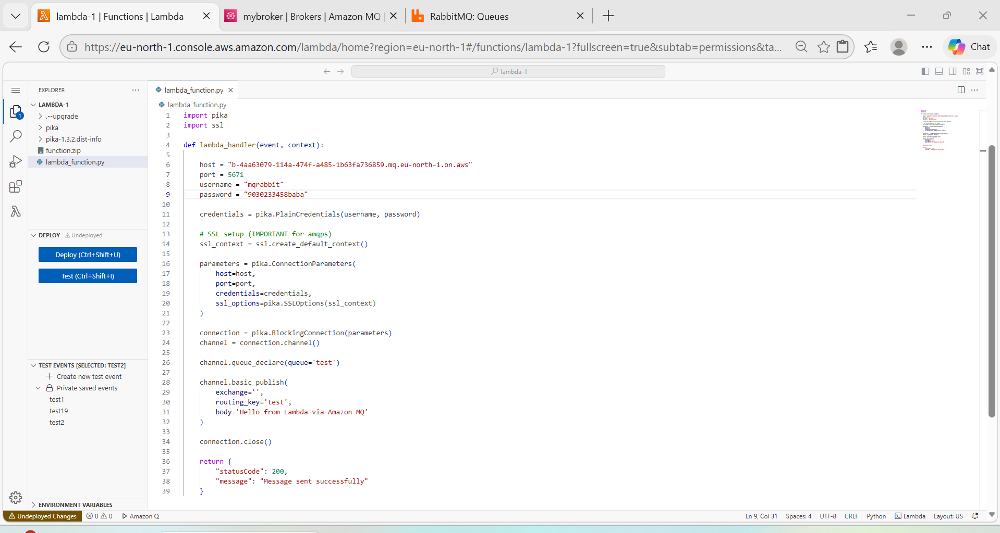 lambda-1 | Functions | Lambda
mybroker | Brokers | Amazon MQ
RabbitMQ: Queues
https://eu-north-1.console.aws.amazon.com/lambda/home?region=eu-north-1#/functions/lambda-1?fullscreen=true&subtab=permissions&ta...
Chat
lambda-1
EXPLORER
LAMBDA-1
.--upgrade
pika
pika-1.3.2.dist-info
function.zip
lambda_function.py
1
DEPLOY Undeployed
Deploy (Ctrl+Shift+U)
Test (Ctrl+Shift+I)
TEST EVENTS [SELECTED: TEST2]
Create new test event
Private saved events
test1
test19
test2
ENVIRONMENT VARIABLES
lambda_function.py
lambda_function.py
1 import pika
2 import ssl
3
4 def lambda_handler(event, context):
5
6 host = "b-4aa63079-114a-474f-a485-1b63fa736859.mq.eu-north-1.on.aws"
7 port = 5671
8 username = "mqrabbit"
9 password = "9030233458baba"
10
11 credentials = pika.PlainCredentials(username, password)
12
13 # SSL setup (IMPORTANT for amqps)
14 ssl_context = ssl.create_default_context()
15
16 parameters = pika.ConnectionParameters(
17 host=host,
18 port=port,
19 credentials=credentials,
20 ssl_options=pika.SSLOptions(ssl_context)
21 )
22
23 connection = pika.BlockingConnection(parameters)
24 channel = connection.channel()
25
26 channel.queue_declare(queue='test')
27
28 channel.basic_publish(
29 exchange='',
30 routing_key='test',
31 body='Hello from Lambda via Amazon MQ'
32 )
33
34 connection.close()
35
36 return {
37 "statusCode": 200,
38 "message": "Message sent successfully"
39 }
Undeployed Changes 0 0 Amazon Q
Ln 9, Col 31 Spaces: 4 UTF-8 CRLF Python Lambda Layout: US